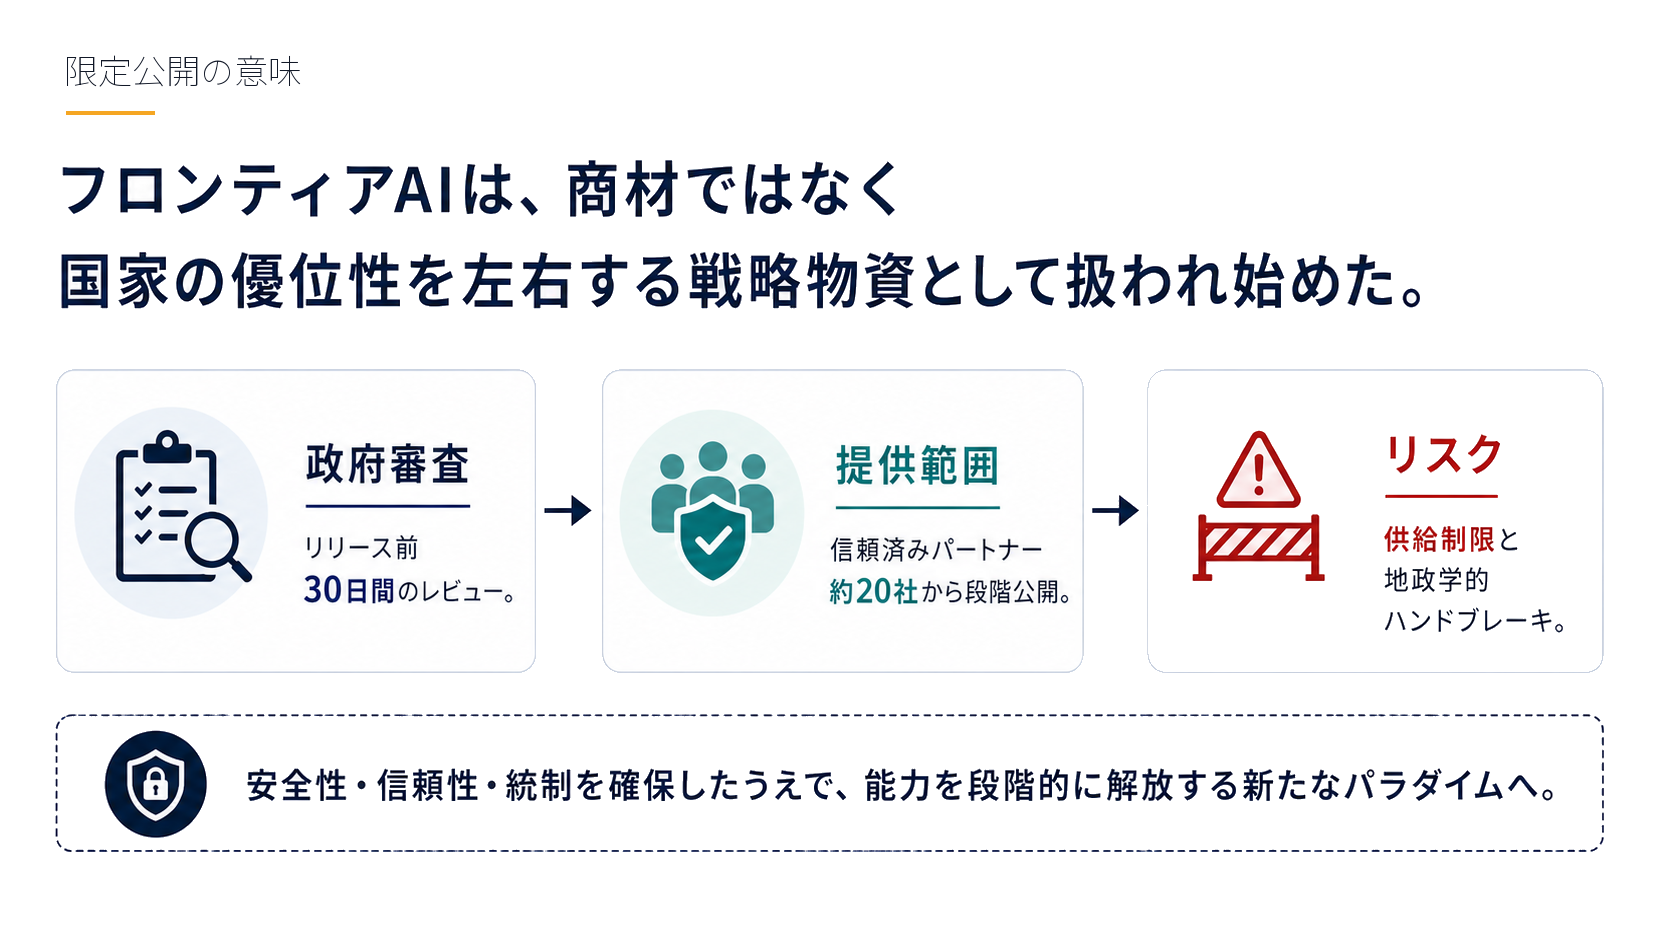 限定公開の意味
フロンティアAIは、商材ではなく
国家の優位性を左右する戦略物資として扱われ始めた。
政府審査
リリース前
30日間のレビュー。
提供範囲
信頼済みパートナー
約20社から段階公開。
リスク
供給制限と
地政学的
ハンドブレーキ。
安全性・信頼性・統制を確保したうえで、能力を段階的に解放する新たなパラダイムへ。